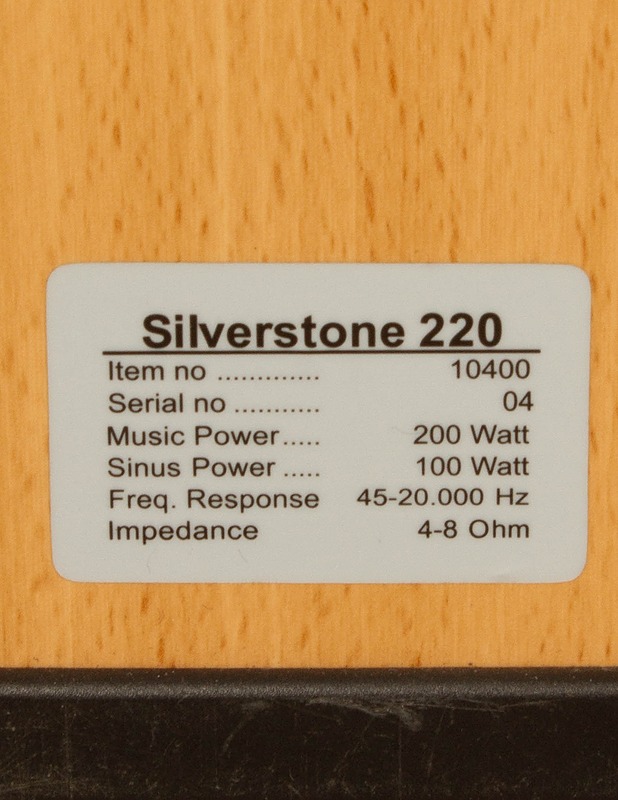 Silverstone 220
Item no ............. 10400
Serial no ........... 04
Music Power..... 200 Watt
Sinus Power ..... 100 Watt
Freq. Response 45-20.000 Hz
Impedance 4-8 Ohm